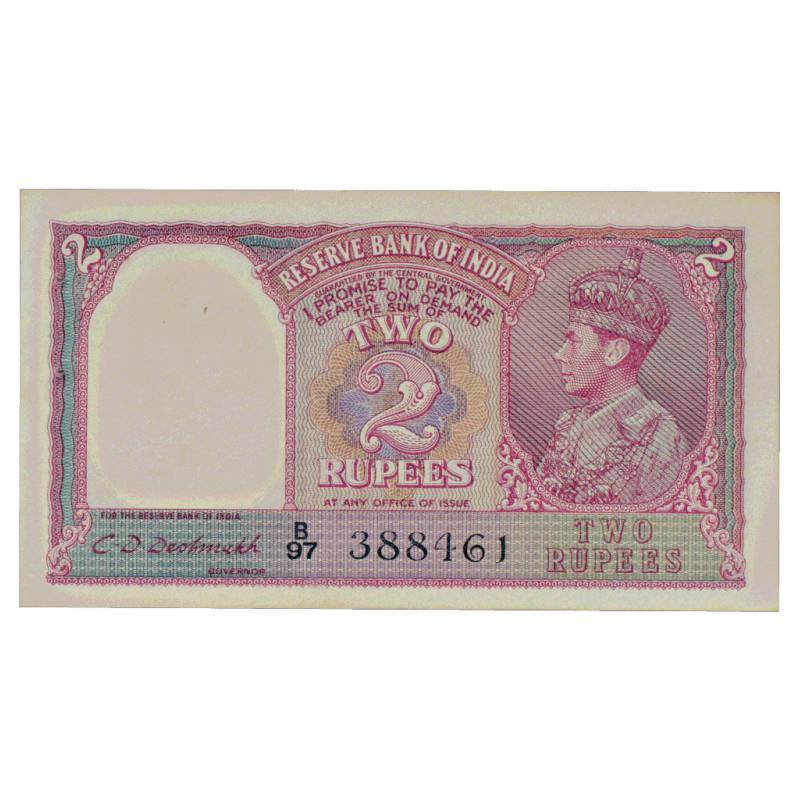 2
2
RESERVE BANK OF INDIA
GUARANTEED BY THE CENTRAL GOVERNMENT
I PROMISE TO PAY THE
BEARER ON DEMAND
THE SUM OF
TWO
2
RUPEES
AT ANY OFFICE OF ISSUE
FOR THE RESERVE BANK OF INDIA
C D Deshmukh
GOVERNOR
B
97
388461
TWO
RUPEES